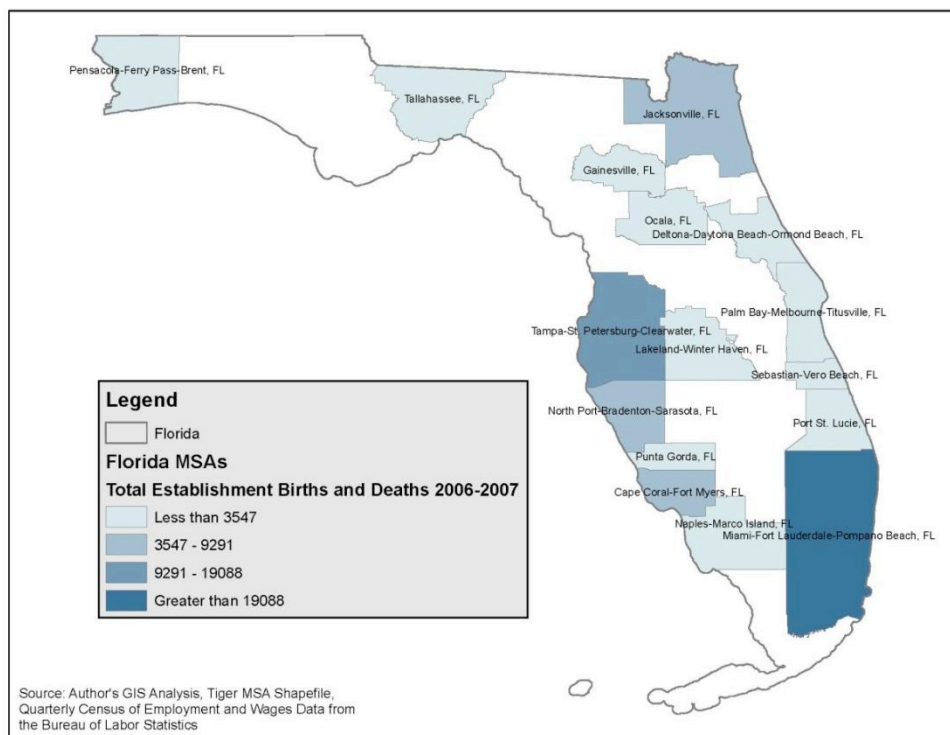 Pensacola-Ferry Pass-Brent, FL
Tallahassee, FL
Jacksonville, FL
Gainesville, FL
Ocala, FL
Deltona-Daytona Beach-Ormond Beach, FL
Palm Bay-Melbourne-Titusville, FL
Tampa-St. Petersburg-Clearwater, FL
Lakeland-Winter Haven, FL
Sebastian-Vero Beach, FL
North Port-Bradenton-Sarasota, FL
Port St. Lucie, FL
Punta Gorda, FL
Cape Coral-Fort Myers, FL
Naples-Marco Island, FL
Miami-Fort Lauderdale-Pompano Beach, FL
Legend
Florida
Florida MSAs
Total Establishment Births and Deaths 2006-2007
Less than 3547
3547 - 9291
9291 - 19088
Greater than 19088
Source: Author's GIS Analysis, Tiger MSA Shapefile,
Quarterly Census of Employment and Wages Data from
the Bureau of Labor Statistics